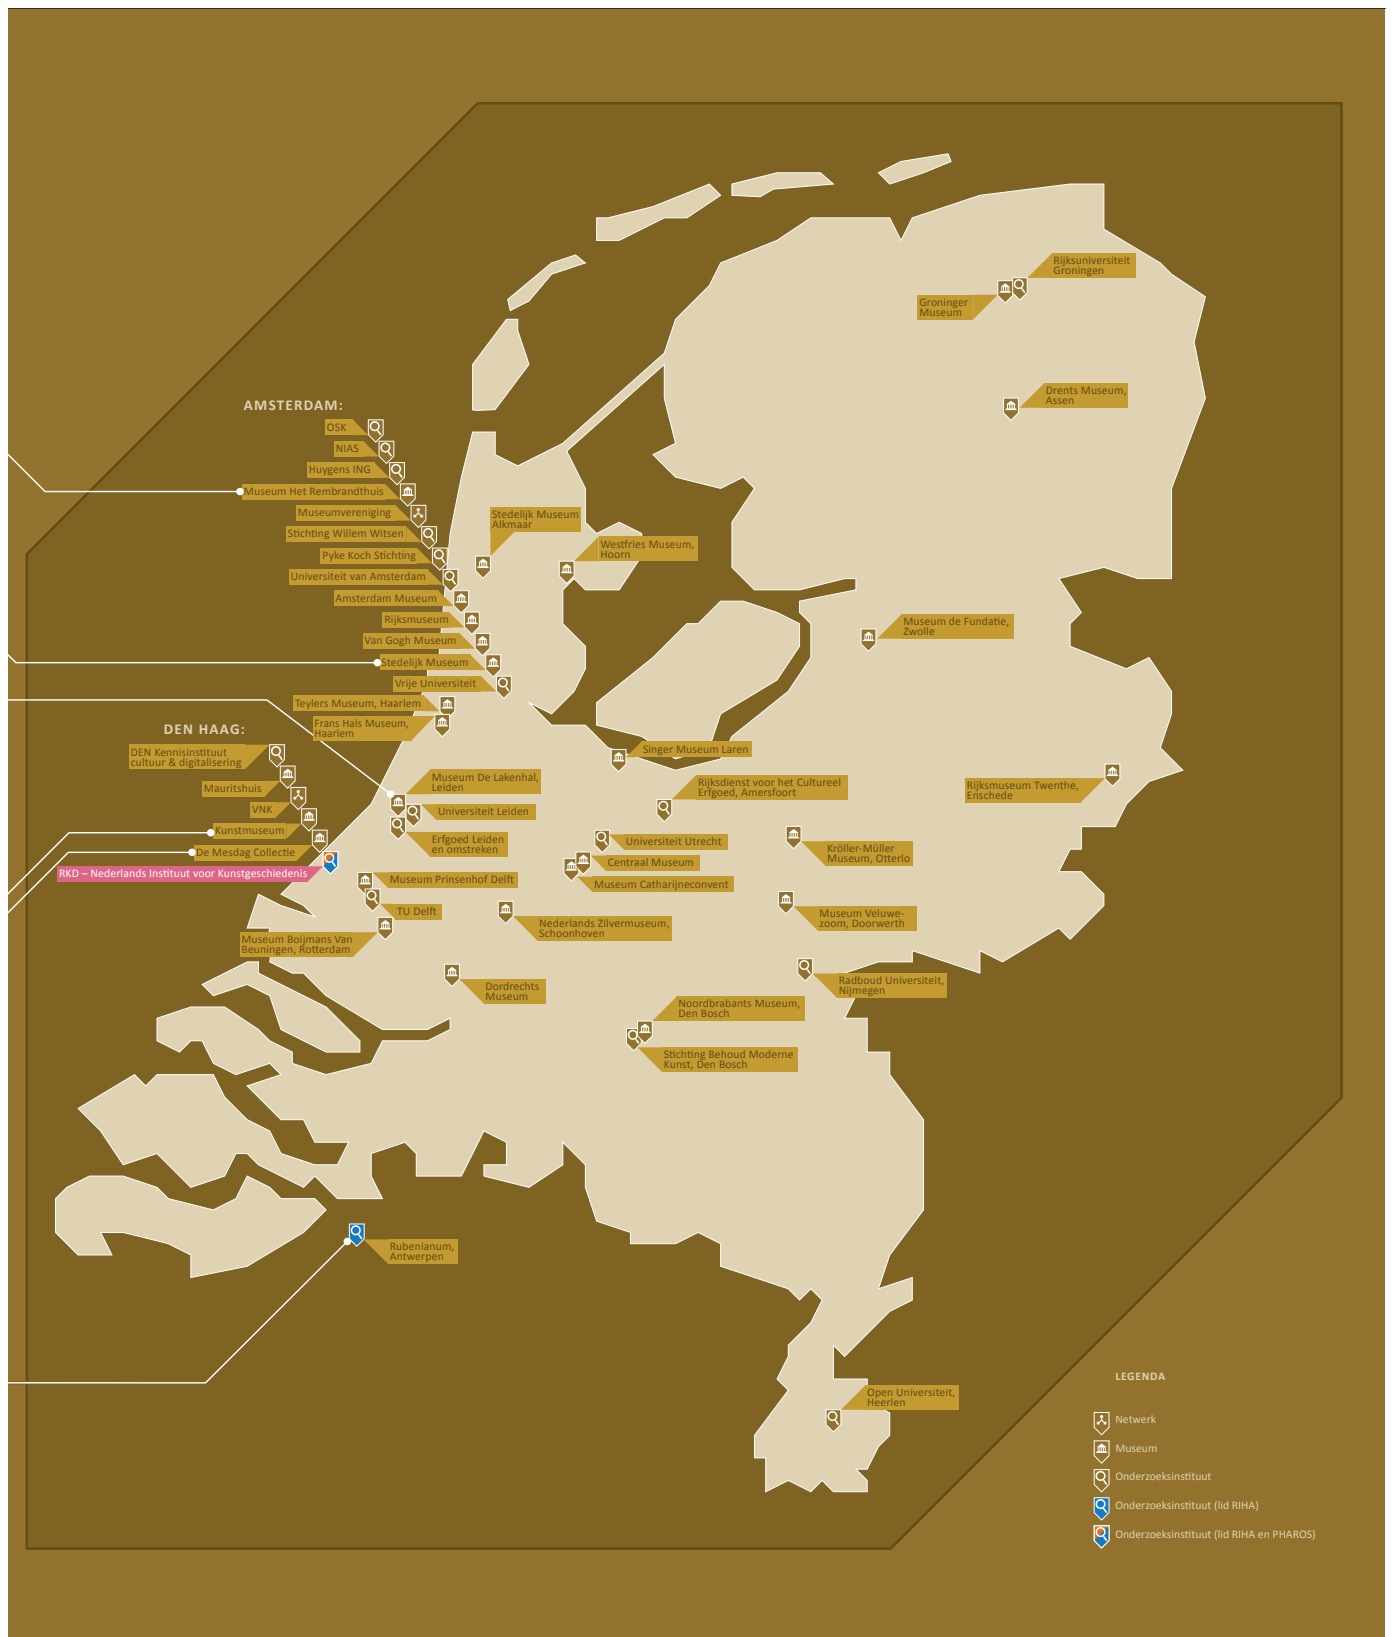 Rijksuniversiteit
Groningen
Groninger
Museum
Drents Museum,
Assen
AMSTERDAM:
OSK
NIAS
Huygens ING
Museum Het Rembrandthuis
Museumvereniging
Stichting Willem Witsen
Pyke Koch Stichting
Universiteit van Amsterdam
Amsterdam Museum
Rijksmuseum
Van Gogh Museum
Stedelijk Museum
Vrije Universiteit
Teylers Museum, Haarlem
Frans Hals Museum,
Haarlem
Stedelijk Museum
Alkmaar
Westfries Museum,
Hoorn
Museum de Fundatie,
Zwolle
DEN HAAG:
DEN Kennisinstituut
cultuur & digitalisering
Mauritshuis
VNK
Kunstmuseum
De Mesdag Collectie
RKD – Nederlands Instituut voor Kunstgeschiedenis
Singer Museum Laren
Museum De Lakenhal,
Leiden
Universiteit Leiden
Erfgoed Leiden
en omstreken
Rijksdienst voor het Cultureel
Erfgoed, Amersfoort
Rijksmuseum Twenthe,
Enschede
Universiteit Utrecht
Centraal Museum
Museum Catharijneconvent
Kröller-Müller
Museum, Otterlo
Museum Prinsenhof Delft
TU Delft
Museum Boijmans Van
Beuningen, Rotterdam
Nederlands Zilvermuseum,
Schoonhoven
Museum Veluwe-
zoom, Doorwerth
Dordrechts
Museum
Radboud Universiteit,
Nijmegen
Noordbrabants Museum,
Den Bosch
Stichting Behoud Moderne
Kunst, Den Bosch
Rubenianum,
Antwerpen
Open Universiteit,
Heerlen
LEGENDA
Netwerk
Museum
Onderzoeksinstituut
Onderzoeksinstituut (lid RIHA)
Onderzoeksinstituut (lid RIHA en PHAROS)